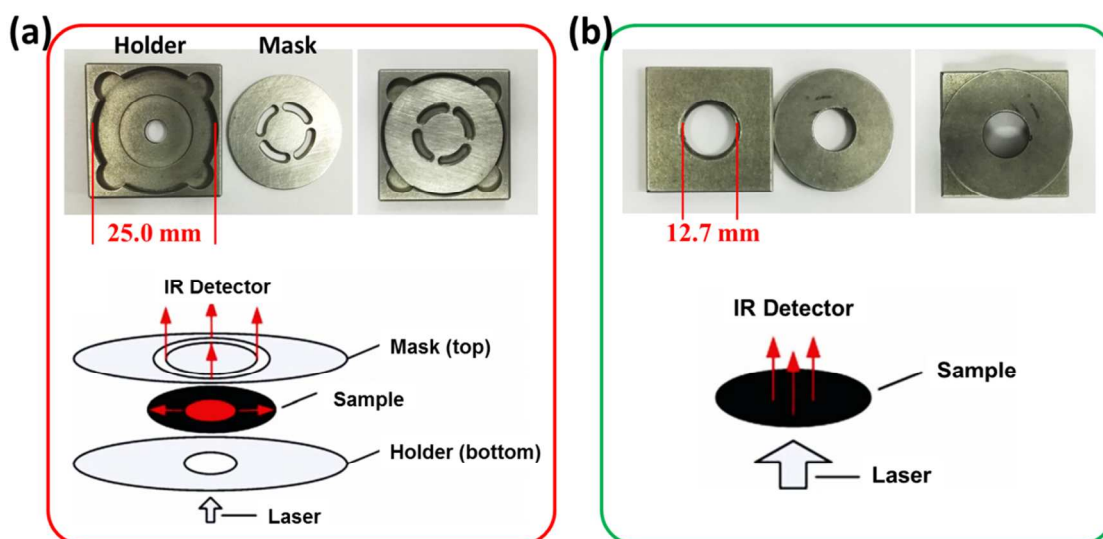 (a)
Holder
Mask
25.0 mm
IR Detector
Mask (top)
Sample
Holder (bottom)
Laser
(b)
12.7 mm
IR Detector
Sample
Laser